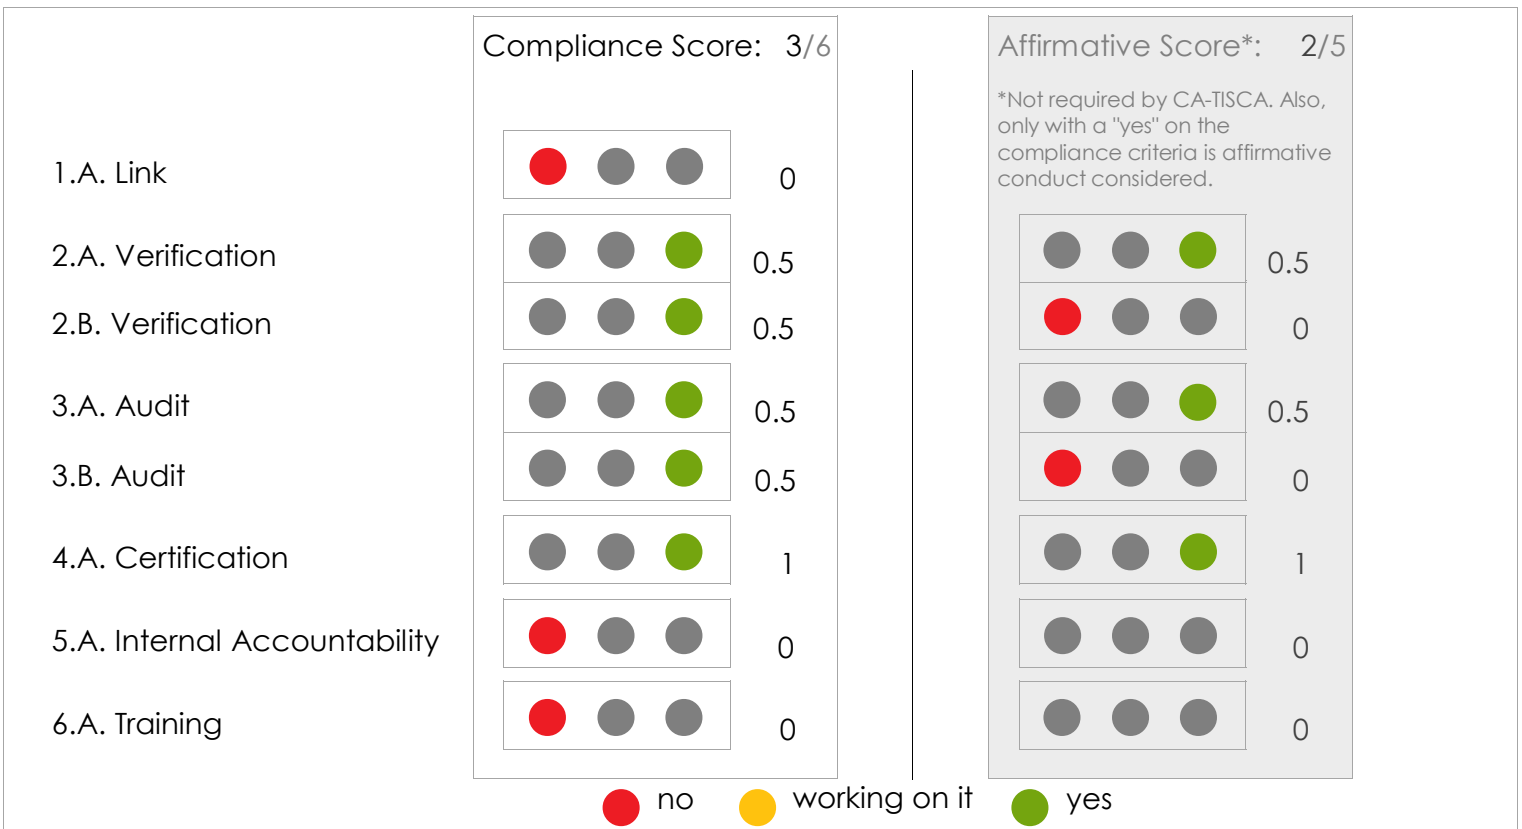 Compliance Score: 3/6
Affirmative Score*: 2/5
*Not required by CA-TISCA. Also,
only with a "yes" on the
compliance criteria is affirmative
conduct considered.
1.A. Link 0
2.A. Verification 0.5 0.5
2.B. Verification 0.5 0
3.A. Audit 0.5 0.5
3.B. Audit 0.5 0
4.A. Certification 1 1
5.A. Internal Accountability 0 0
6.A. Training 0 0
no working on it yes